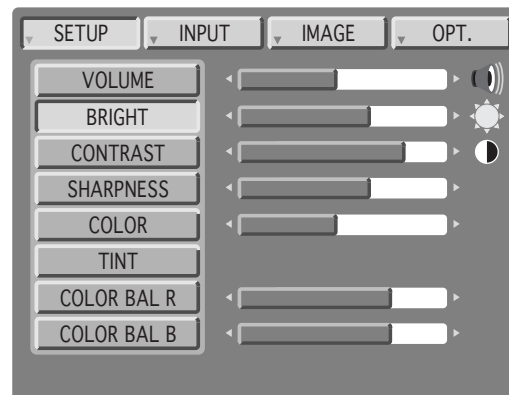 SETUP INPUT IMAGE OPT.
VOLUME
BRIGHT
CONTRAST
SHARPNESS
COLOR
TINT
COLOR BAL R
COLOR BAL B